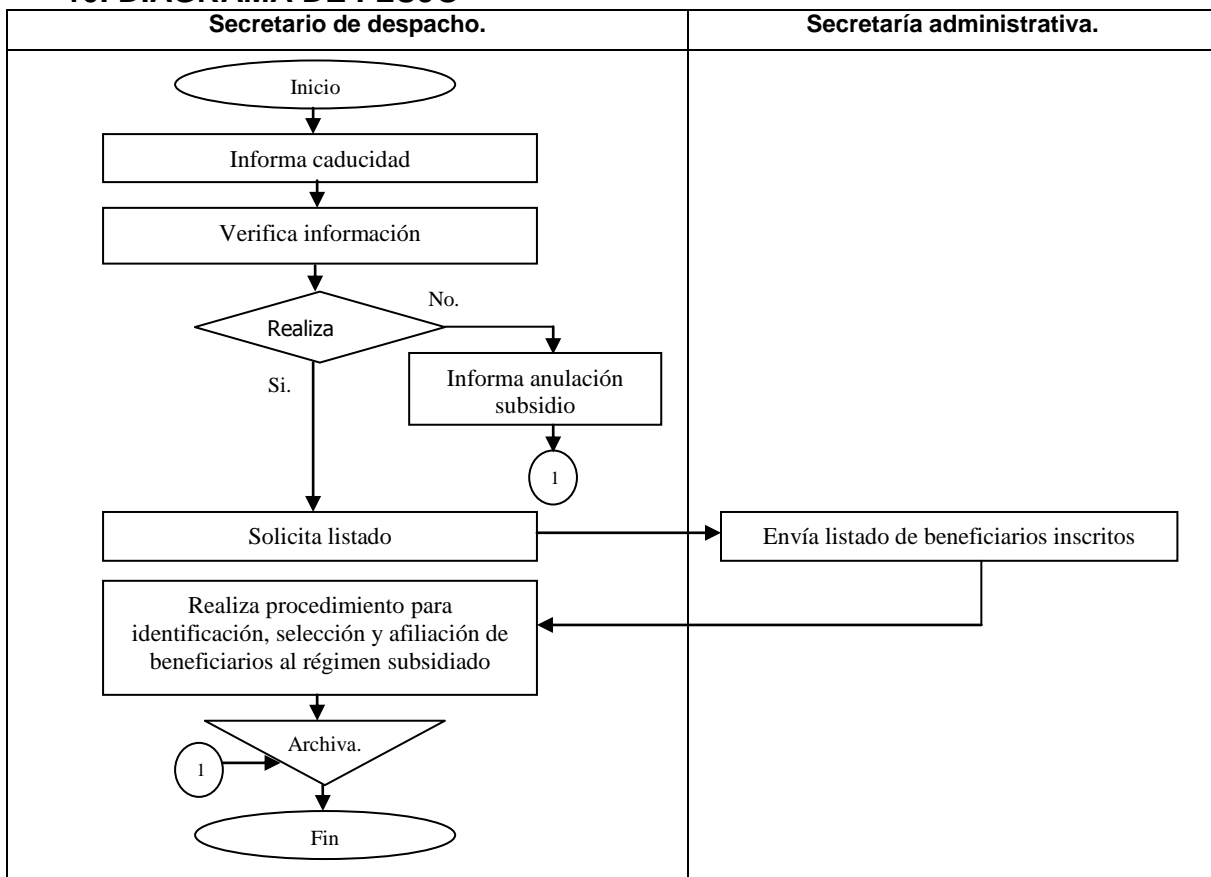 Secretario de despacho.
Secretaría administrativa.
Inicio
Informa caducidad
Verifica información
No.
Realiza
Informa anulación
subsidio
Si.
1
Solicita listado
Envía listado de beneficiarios inscritos
Realiza procedimiento para
identificación, selección y afiliación de
beneficiarios al régimen subsidiado
Archiva.
1
Fin